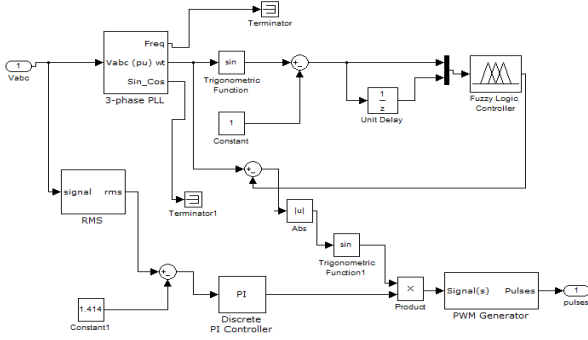 Terminator
Freq
Vabc (pu) wt
Sin_Cos
3-phase PLL
1
Vabc
sin
Trigonometric
Function
+
-
1
Constant
1
z
Unit Delay
Fuzzy Logic
Controller
signal rms
RMS
Terminator1
+
-
|u|
Abs
sin
Trigonometric
Function1
+
-
1.414
Constant1
PI
Discrete
PI Controller
×
Product
Signal(s) Pulses
PWM Generator
1
pulses